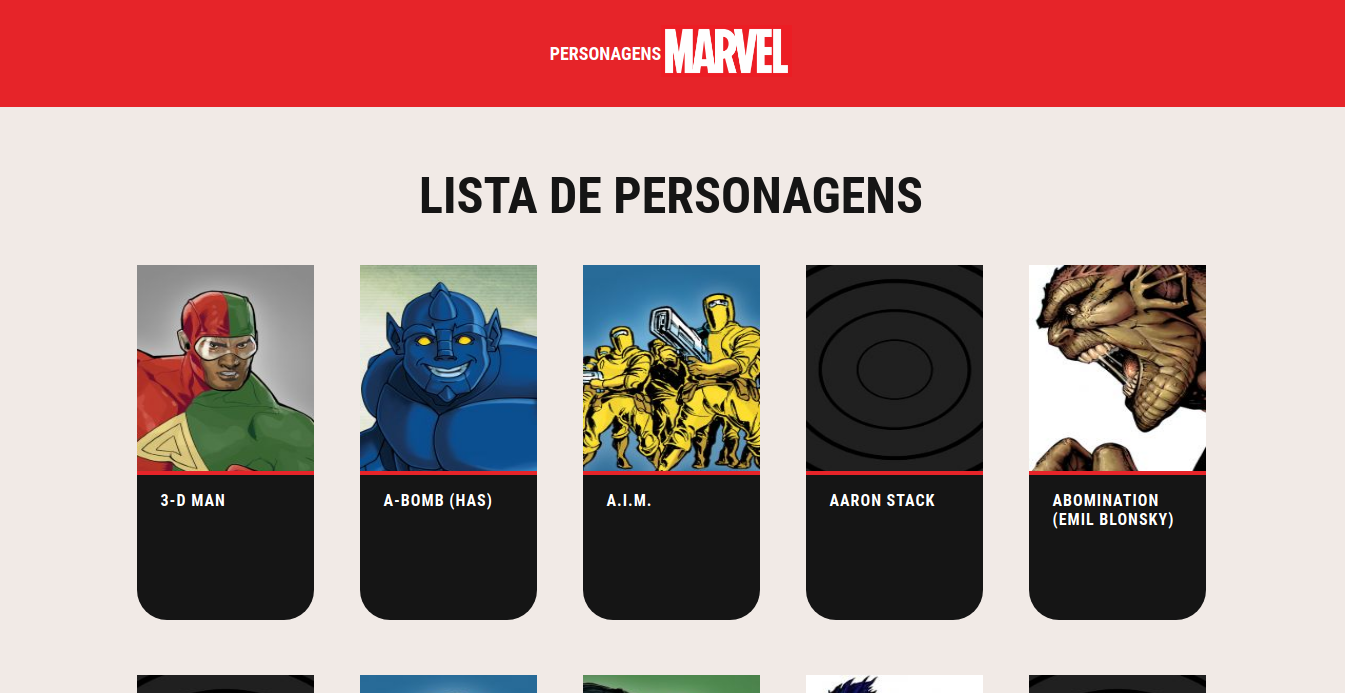 PERSONAGENS MARVEL
LISTA DE PERSONAGENS
3-D MAN
A-BOMB (HAS)
A.I.M.
AARON STACK
ABOMINATION
(EMIL BLONSKY)